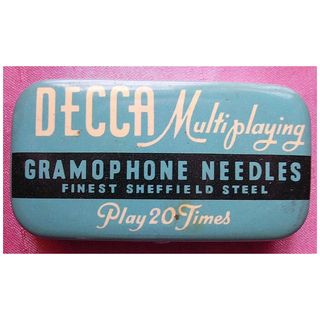 DECCA Multiplaying
GRAMOPHONE NEEDLES
FINEST SHEFFIELD STEEL
Play 20 Times